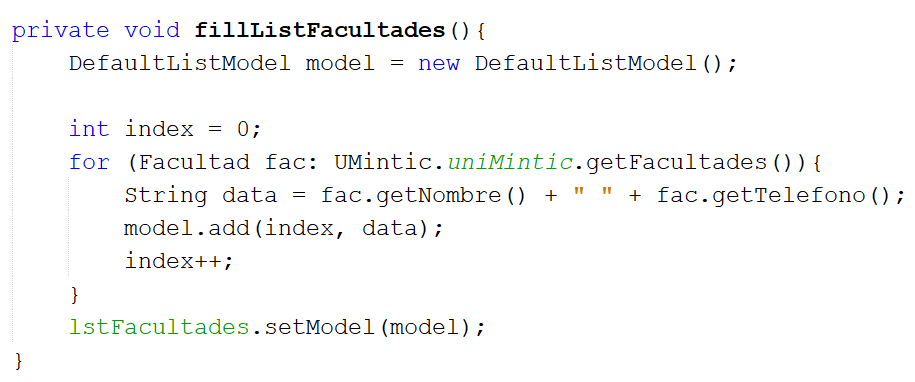 private void fillListFacultades(){
    DefaultListModel model = new DefaultListModel();

    int index = 0;
    for (Facultad fac: UMintic.uniMintic.getFacultades()){
        String data = fac.getNombre() + " " + fac.getTelefono();
        model.add(index, data);
        index++;
    }
    lstFacultades.setModel(model);
}